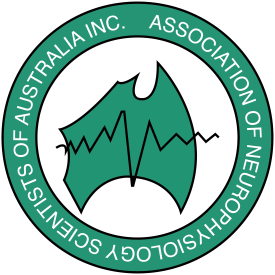 ASSOCIATION OF NEUROPHYSIOLOGY SCIENTISTS OF AUSTRALIA INC.